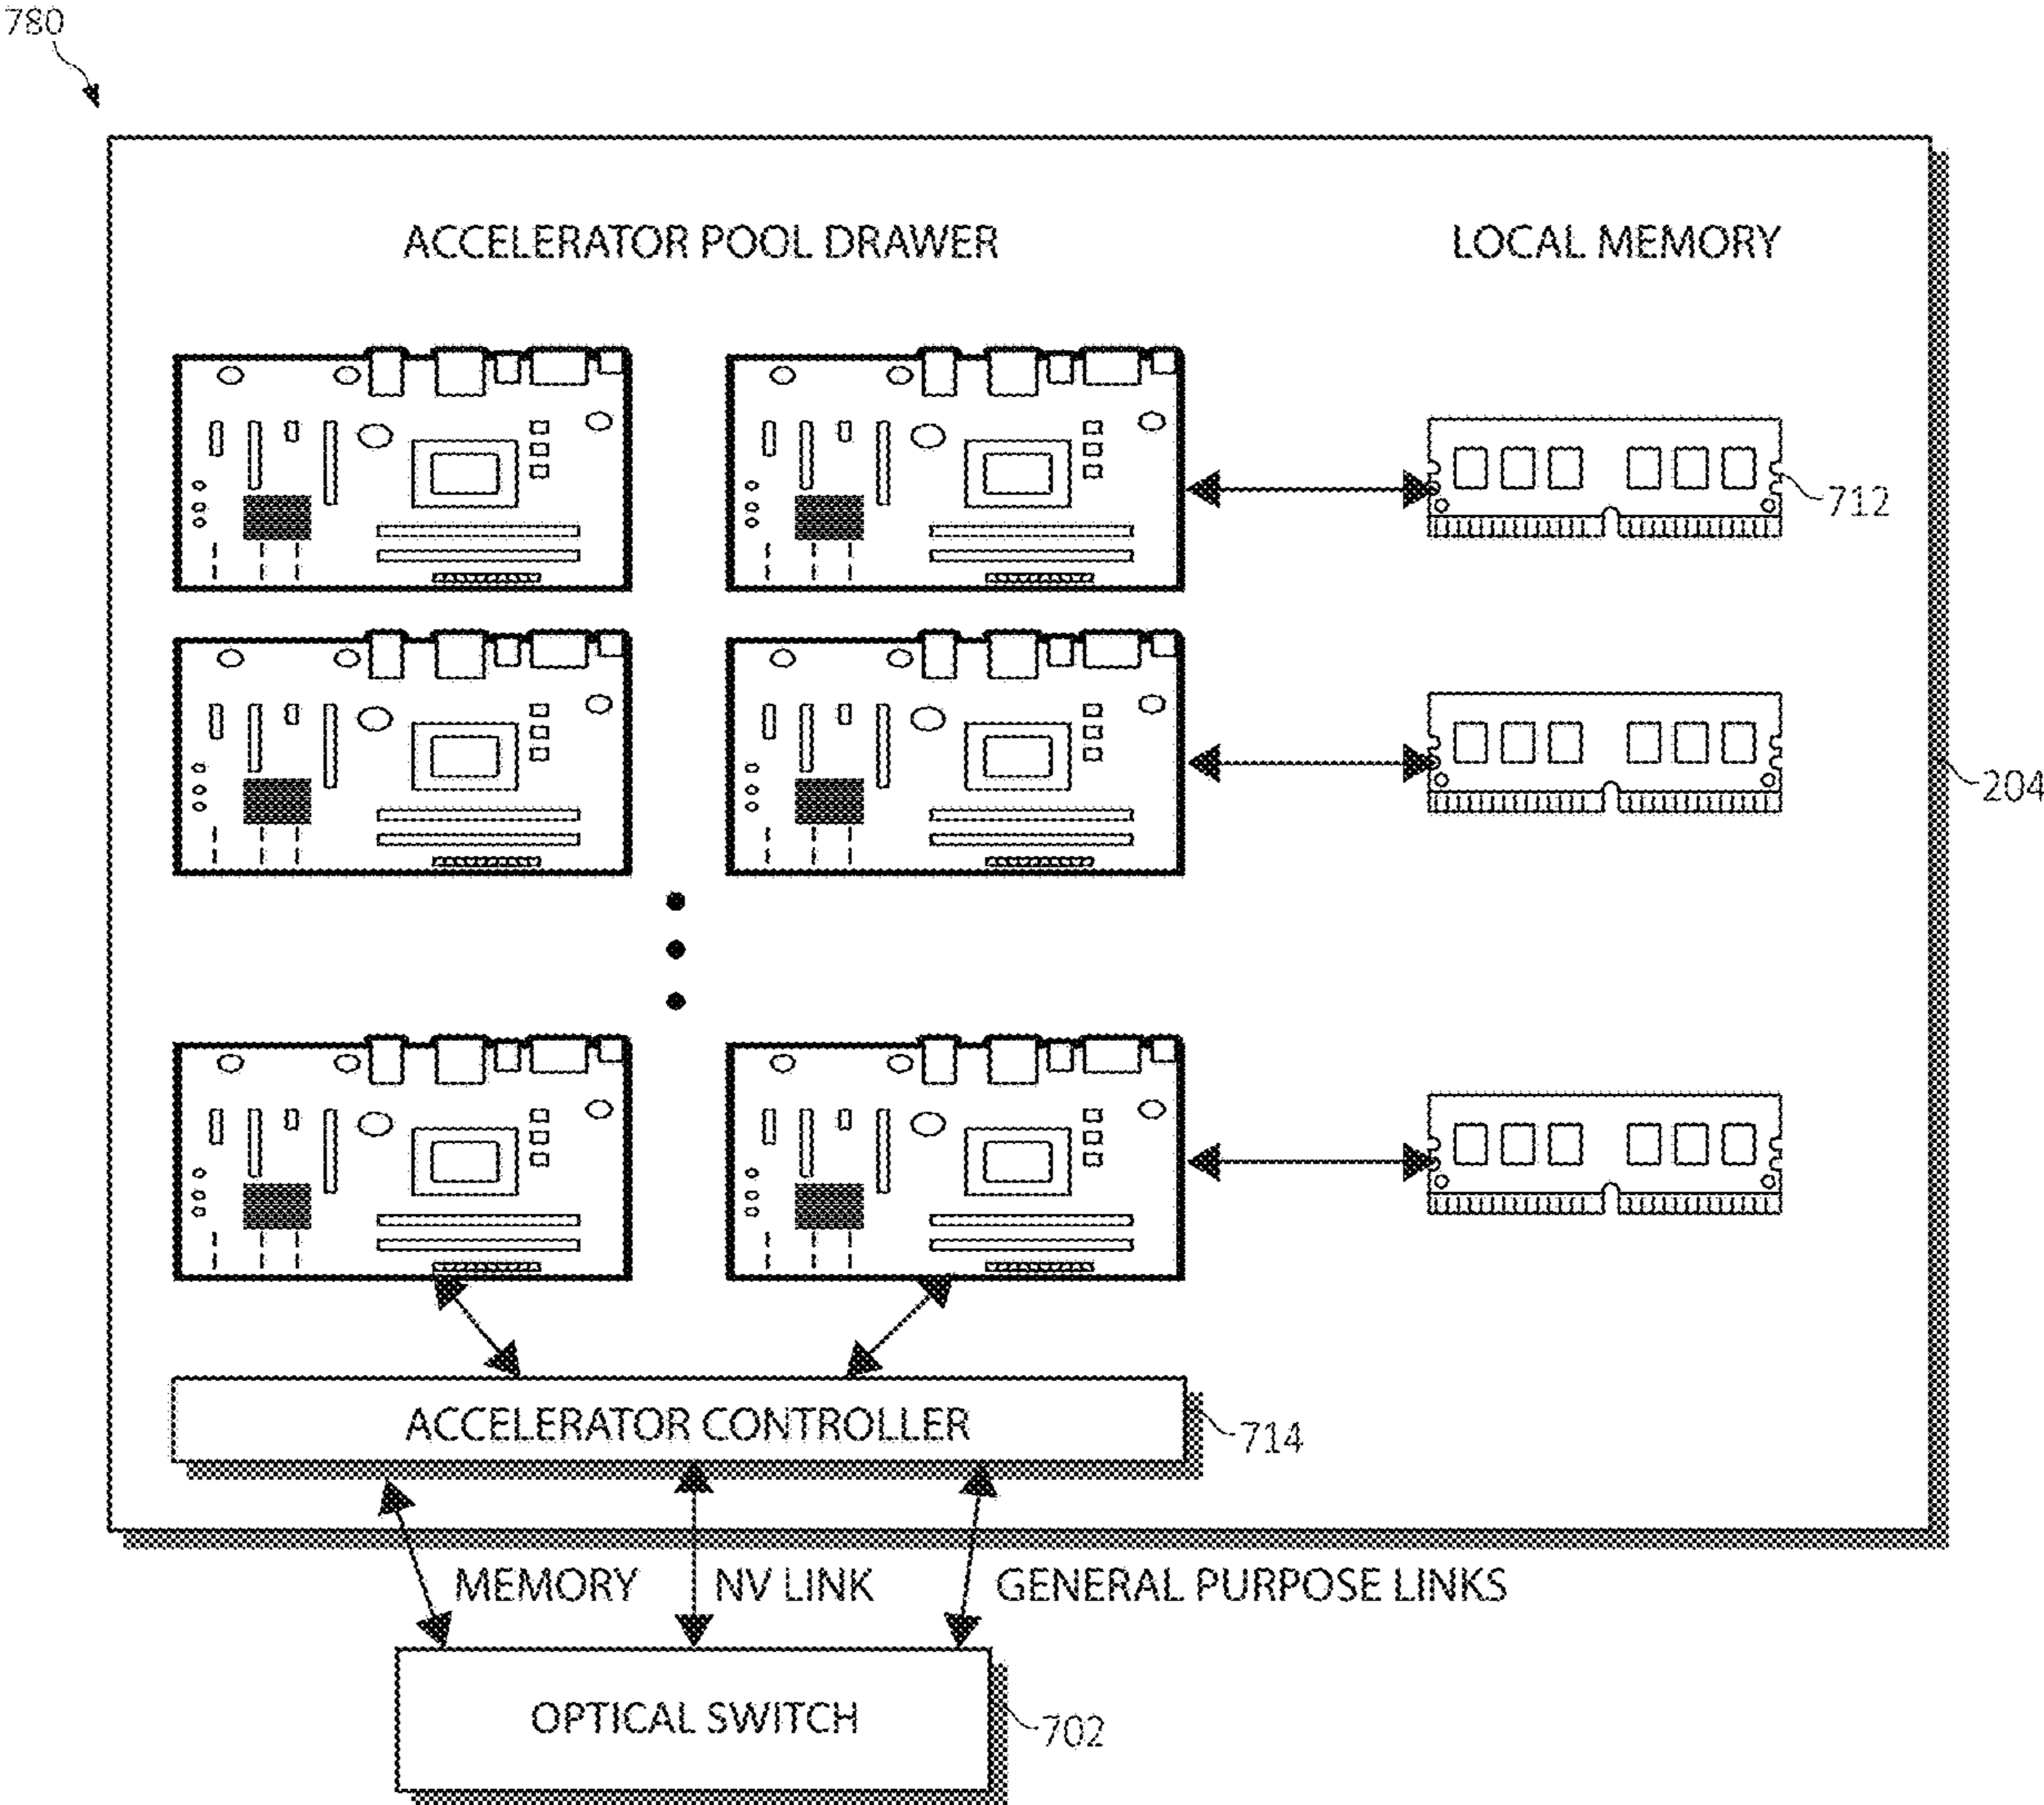 780
ACCELERATOR POOL DRAWER LOCAL MEMORY
712
204
ACCELERATOR CONTROLLER
714
MEMORY NV LINK GENERAL PURPOSE LINKS
OPTICAL SWITCH
702